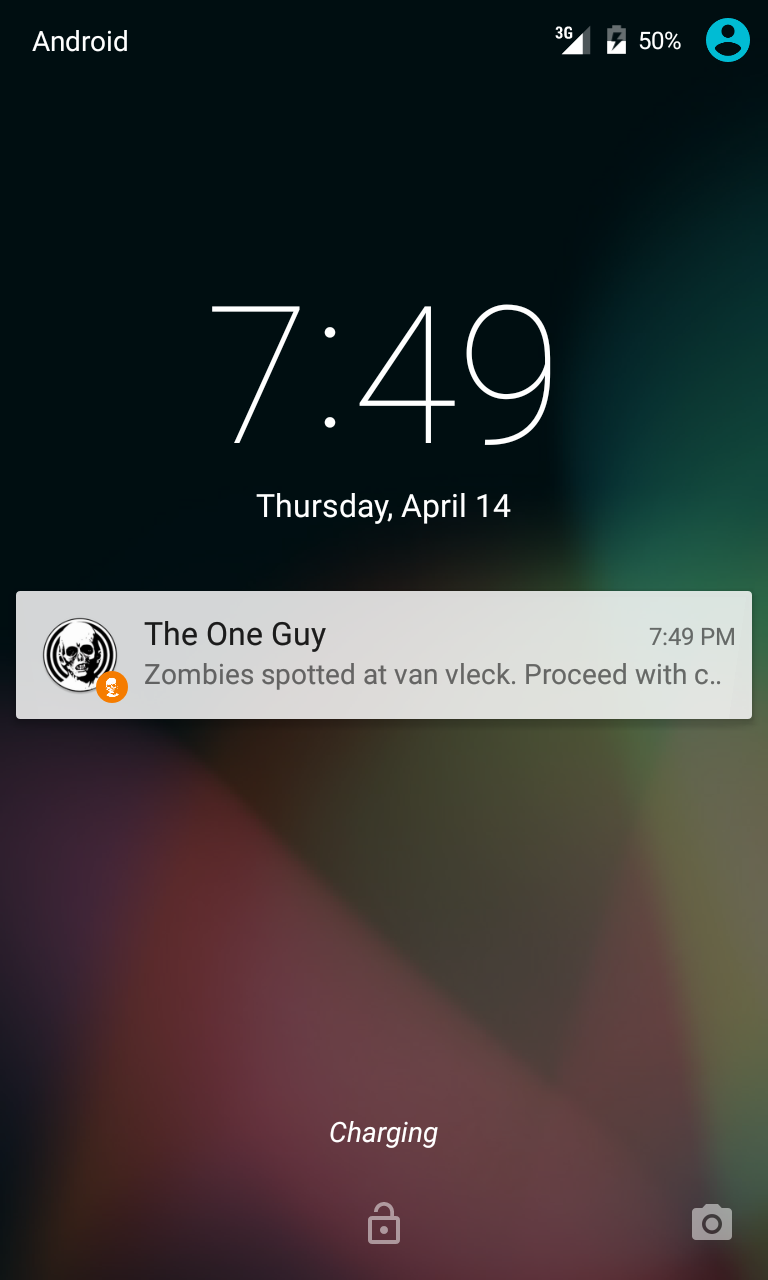 Android
3G
50%
7:49
Thursday, April 14
The One Guy
7:49 PM
Zombies spotted at van vleck. Proceed with c..
Charging